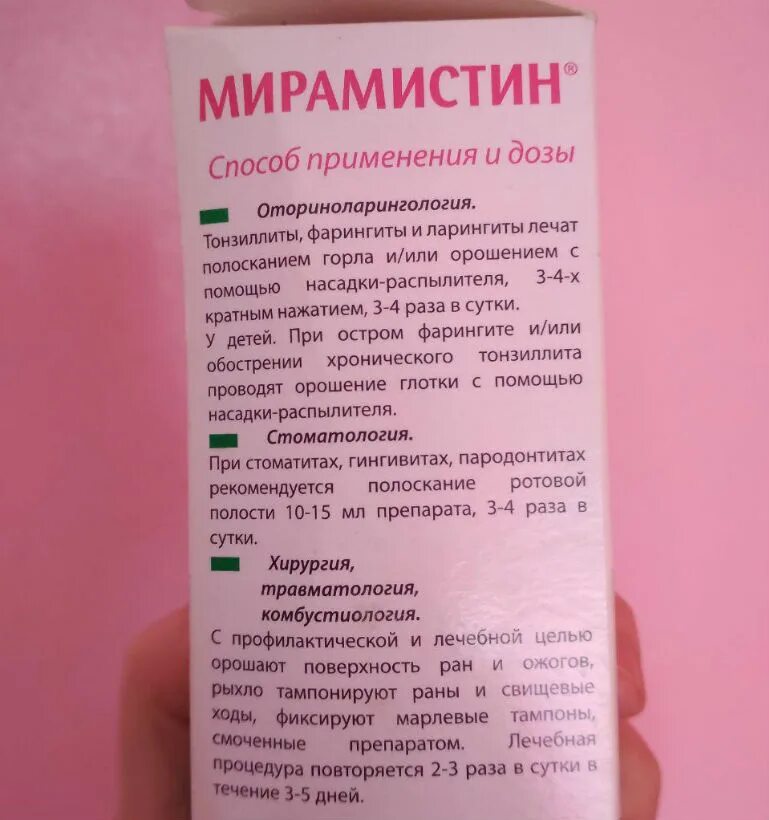 МИРАМИСТИН®
Способ применения и дозы
Оториноларингология.
Тонзиллиты, фарингиты и ларингиты лечат
полосканием горла и/или орошением с
помощью насадки-распылителя, 3-4-х
кратным нажатием, 3-4 раза в сутки.
У детей. При остром фарингите и/или
обострении хронического тонзиллита
проводят орошение глотки с помощью
насадки-распылителя.
Стоматология.
При стоматитах, гингивитах, пародонтитах
рекомендуется полоскание ротовой
полости 10-15 мл препарата, 3-4 раза в
сутки.
Хирургия,
травматология,
комбустиология.
С профилактической и лечебной целью
орошают поверхность ран и ожогов,
рыхло тампонируют раны и свищевые
ходы, фиксируют марлевые тампоны,
смоченные препаратом. Лечебная
процедура повторяется 2-3 раза в сутки в
течение 3-5 дней.